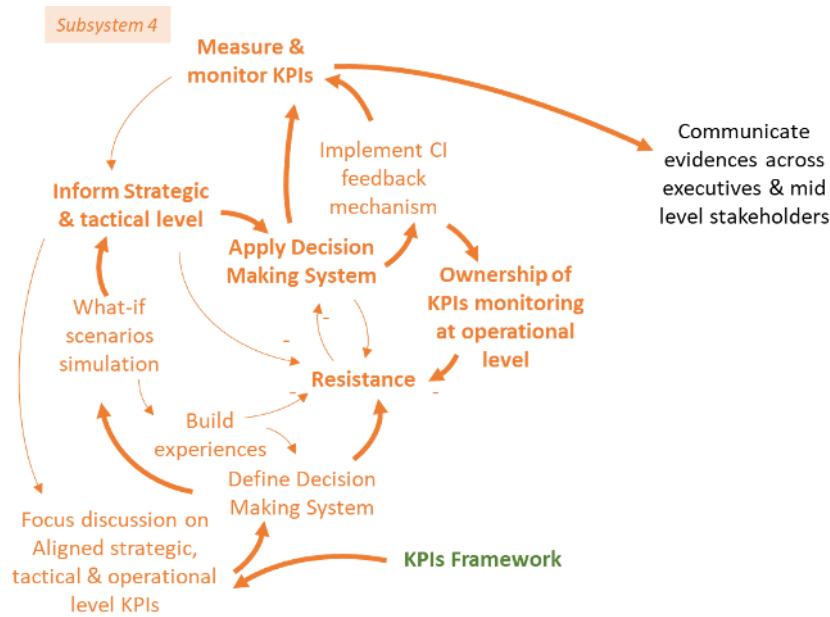 Subsystem 4
Measure &
monitor KPIs
Communicate
evidences across
executives & mid
level stakeholders
Implement CI
feedback
mechanism
Inform Strategic
& tactical level
Apply Decision
Making System
Ownership of
KPIs monitoring
at operational
level
What-if
scenarios
simulation
-
-
Resistance
-
-
Build
experiences
Define Decision
Making System
Focus discussion on
Aligned strategic,
tactical & operational
level KPIs
KPIs Framework